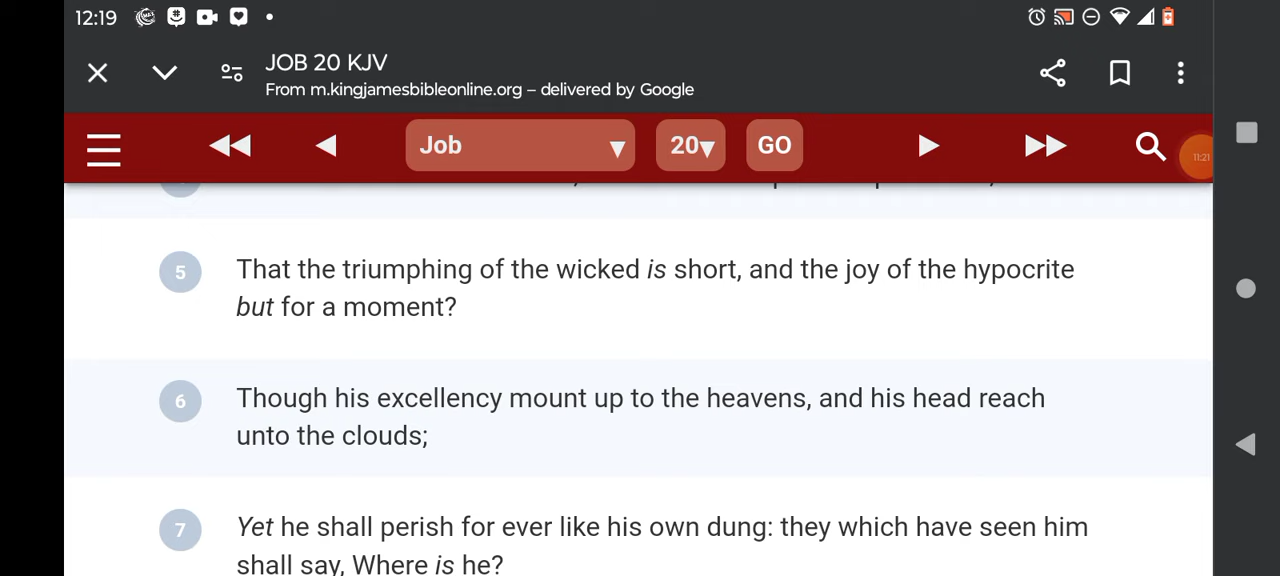 12:19
JOB 20 KJV
From m.kingjamesbibleonline.org – delivered by Google
Job
20
GO
11:21
5 That the triumphing of the wicked is short, and the joy of the hypocrite
but for a moment?
6 Though his excellency mount up to the heavens, and his head reach
unto the clouds;
7 Yet he shall perish for ever like his own dung: they which have seen him
shall say, Where is he?